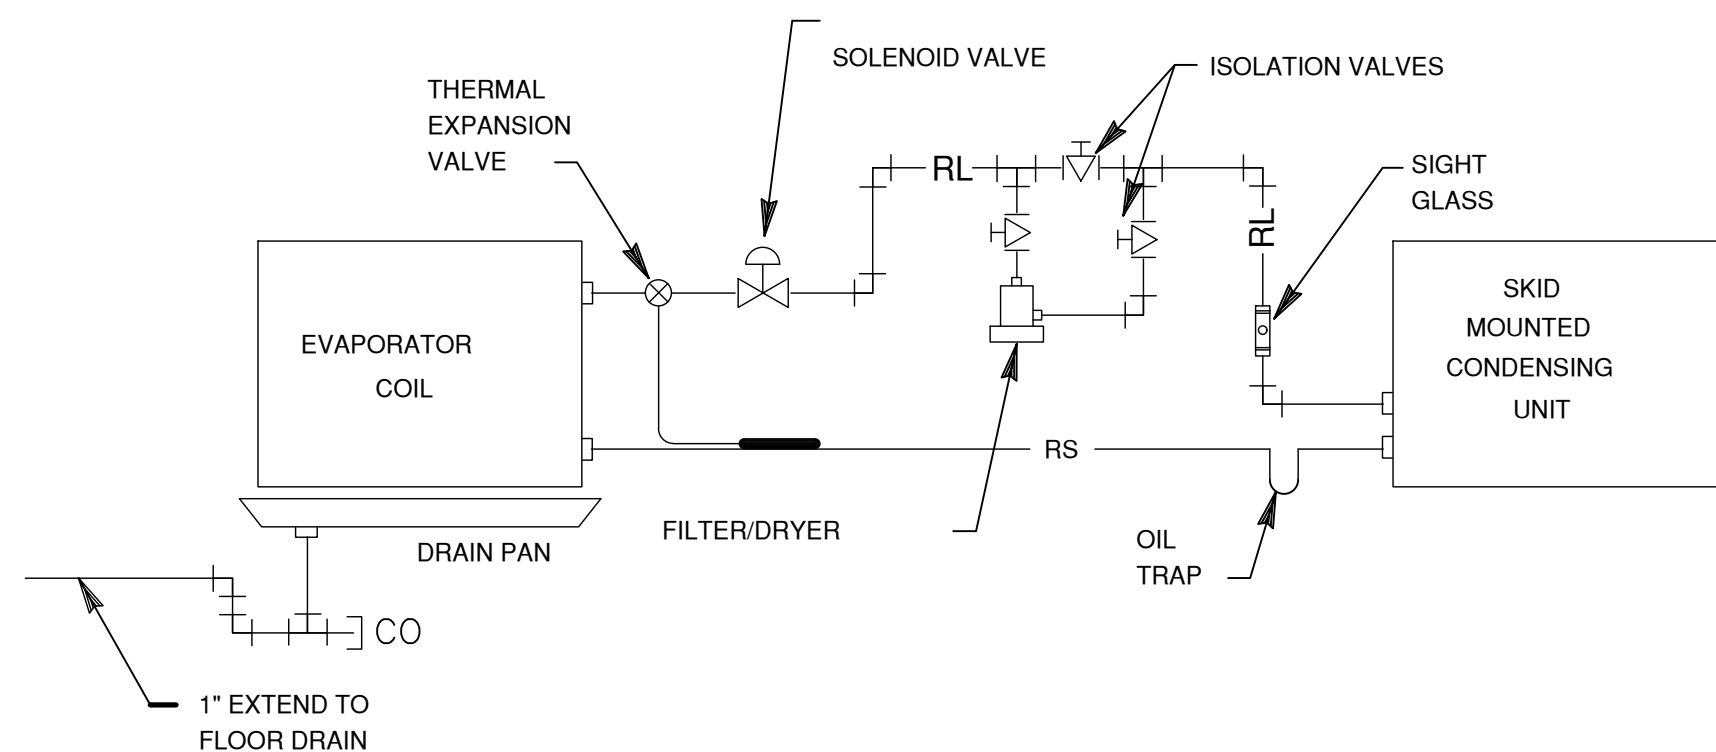 SOLENOID VALVE
ISOLATION VALVES
THERMAL
EXPANSION
VALVE
RL
SIGHT
GLASS
RL
EVAPORATOR
COIL
SKID
MOUNTED
CONDENSING
UNIT
RS
FILTER/DRYER
DRAIN PAN
OIL
TRAP
CO
1" EXTEND TO
FLOOR DRAIN